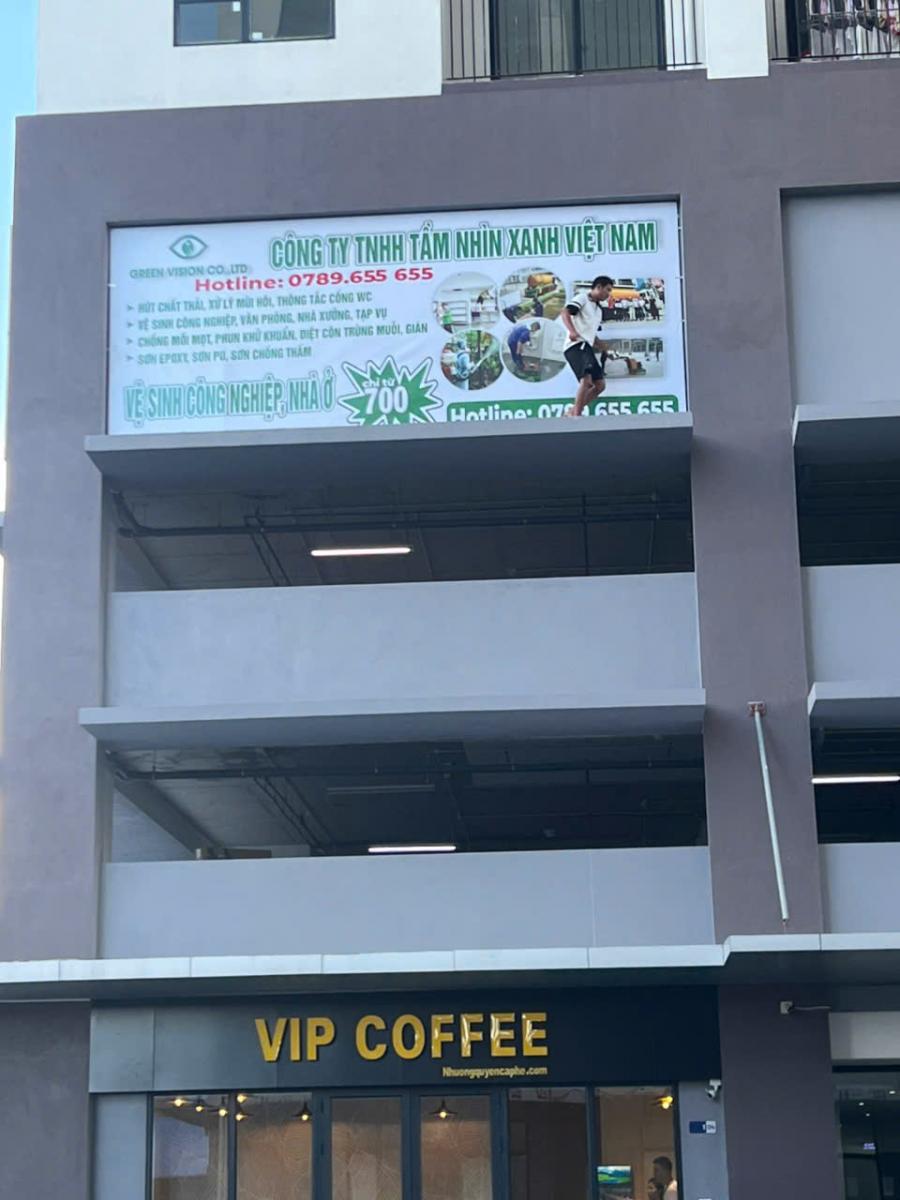 CÔNG TY TNHH TẦM NHÌN XANH VIỆT NAM
GREEN VISION CO.,LTD
Hotline: 0789.655 655
➤ HÚT CHẤT THẢI, XỬ LÝ MÙI HÔI, THÔNG TẮC CỐNG WC
➤ VỆ SINH CÔNG NGHIỆP, VĂN PHÒNG, NHÀ XƯỞNG, TẠP VỤ
➤ CHỐNG MỐI MỌT, PHUN KHỬ KHUẨN, DIỆT CÔN TRÙNG MUỖI, GIÁN
➤ SƠN EPOXY, SƠN PU, SƠN CHỐNG THẤM
VỆ SINH CÔNG NGHIỆP, NHÀ Ở
chỉ từ
700
Hotline: 0789.655 655
VIP COFFEE
Nhuongquyencaphe.com